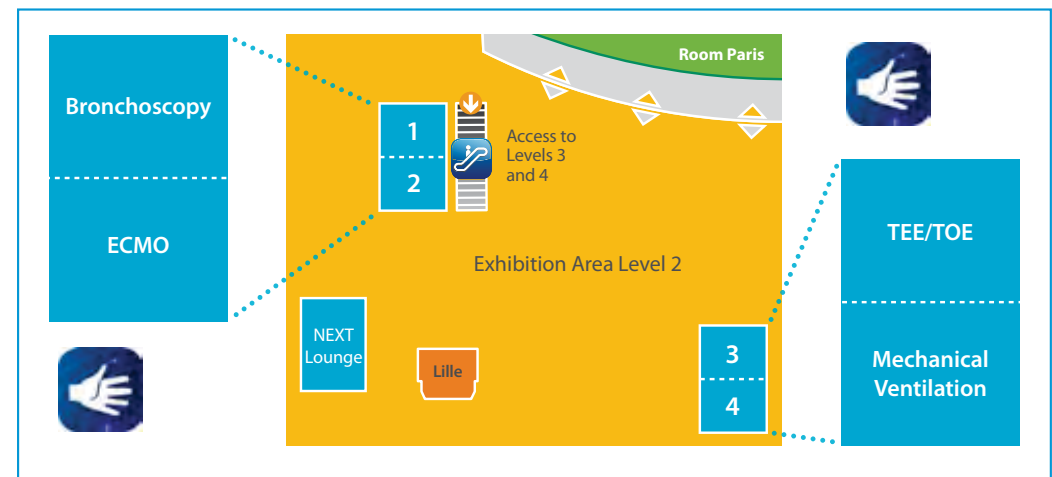 Bronchoscopy
ECMO
Room Paris
1
2
Access to
Levels 3
and 4
Exhibition Area Level 2
NEXT
Lounge
Lille
3
4
TEE/TOE
Mechanical
Ventilation